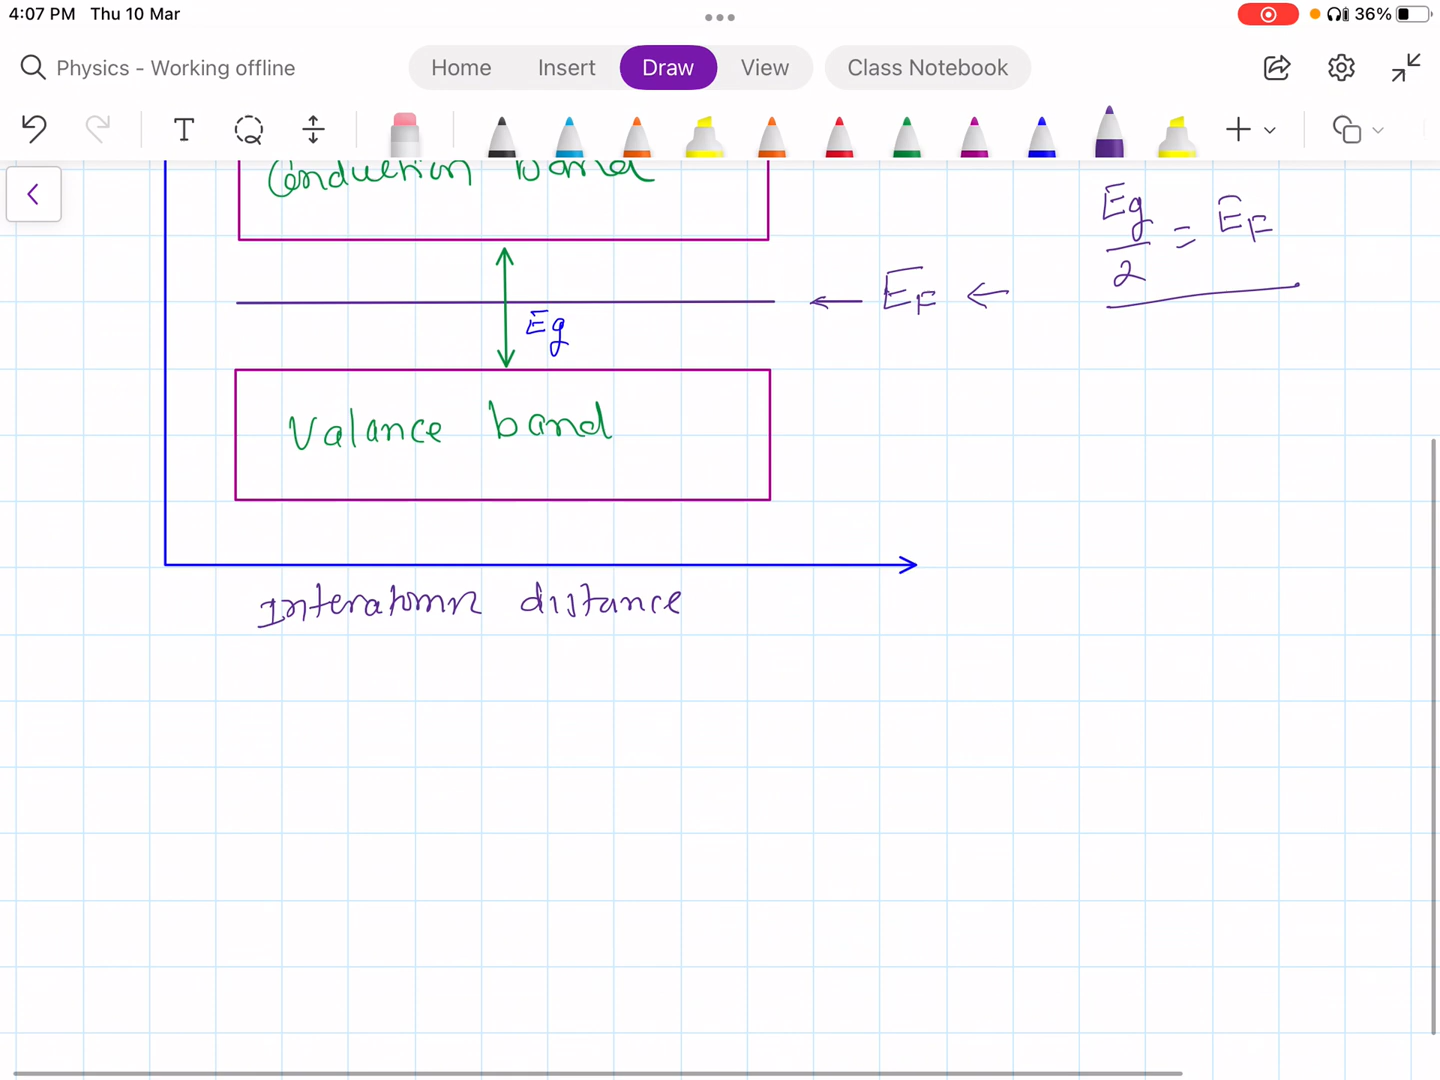 4:07 PM Thu 10 Mar
36%
Physics - Working offline
Home Insert Draw View Class Notebook
T
Conduction band
Eg
2
= EF
← EF ←
Eg
Valance band
Interatomic distance